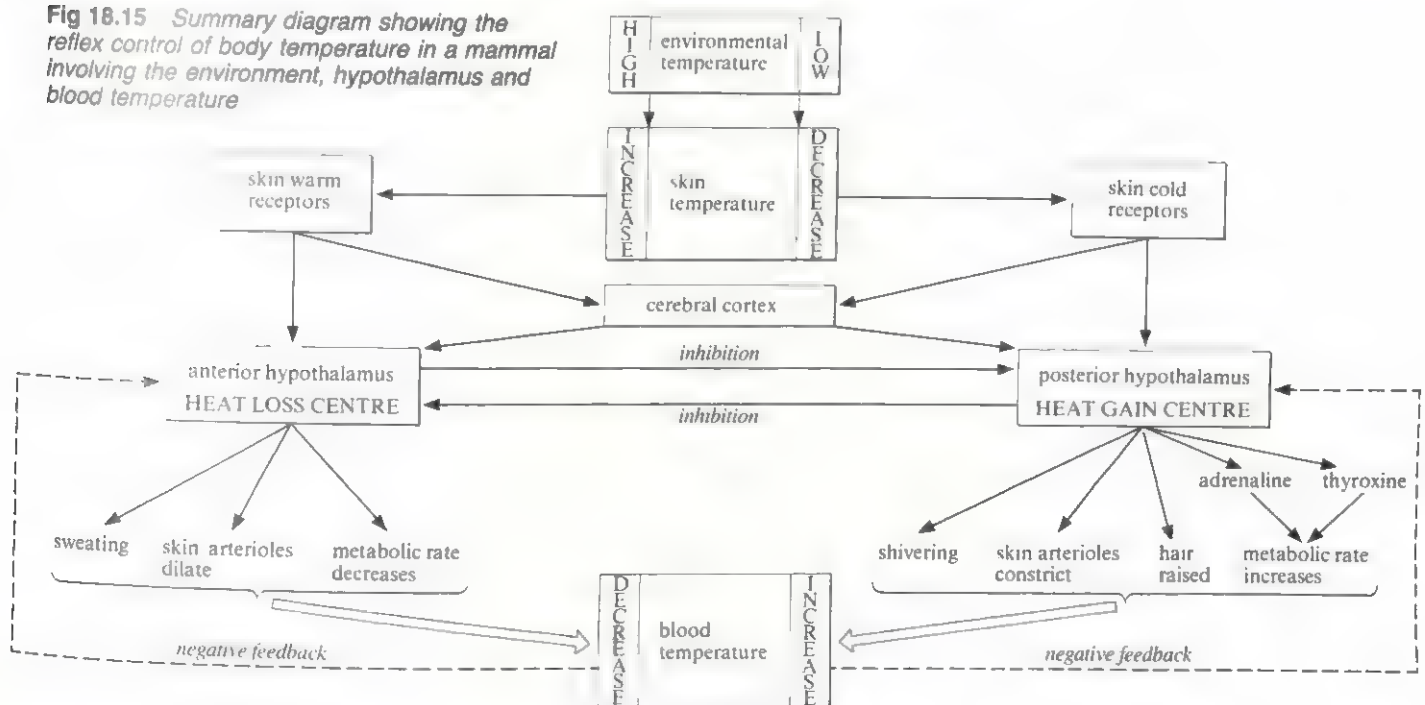 Fig 18.15 Summary diagram showing the
reflex control of body temperature in a mammal
involving the environment, hypothalamus and
blood temperature
HIGH
environmental
temperature
LOW
INCREASE
skin
temperature
DECREASE
skin warm
receptors
skin cold
receptors
cerebral cortex
inhibition
anterior hypothalamus
HEAT LOSS CENTRE
posterior hypothalamus
HEAT GAIN CENTRE
inhibition
adrenaline
thyroxine
sweating
skin arterioles
dilate
metabolic rate
decreases
shivering
skin arterioles
constrict
hair
raised
metabolic rate
increases
DECREASE
blood
temperature
INCREASE
negative feedback
negative feedback